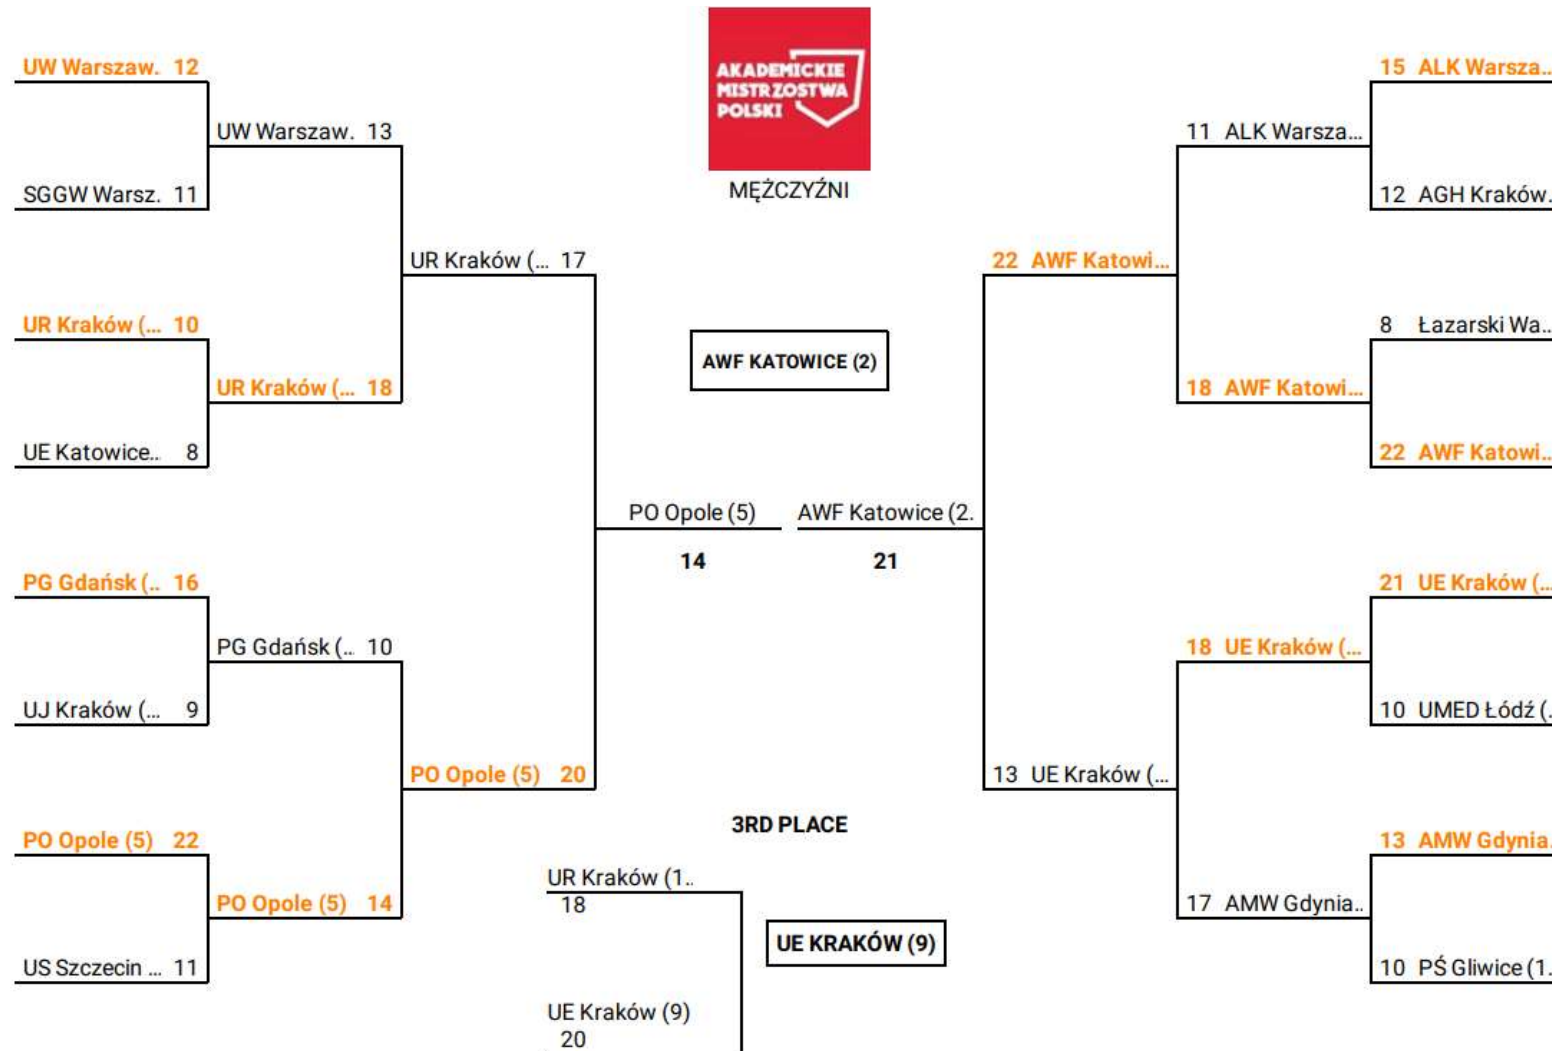 AKADEMICKIE
MISTRZOSTWA
POLSKI
MĘŻCZYŹNI
UW Warszaw. 12
SGGW Warsz. 11
UR Kraków (... 10
UE Katowice.. 8
PG Gdańsk (.. 16
UJ Kraków (... 9
PO Opole (5) 22
US Szczecin ... 11
UW Warszaw. 13
UR Kraków (... 18
PG Gdańsk (.. 10
PO Opole (5) 14
UR Kraków (... 17
PO Opole (5) 20
AWF KATOWICE (2)
PO Opole (5)
14
AWF Katowice (2.
21
22 AWF Katowi...
13 UE Kraków (...
11 ALK Warsza...
18 AWF Katowi...
18 UE Kraków (...
17 AMW Gdynia..
15 ALK Warsza...
12 AGH Kraków.
8 Łazarski Wa..
22 AWF Katowi..
21 UE Kraków (...
10 UMED Łódź (.
13 AMW Gdynia.
10 PŚ Gliwice (1.
3RD PLACE
UR Kraków (1..
18
UE KRAKÓW (9)
UE Kraków (9)
20